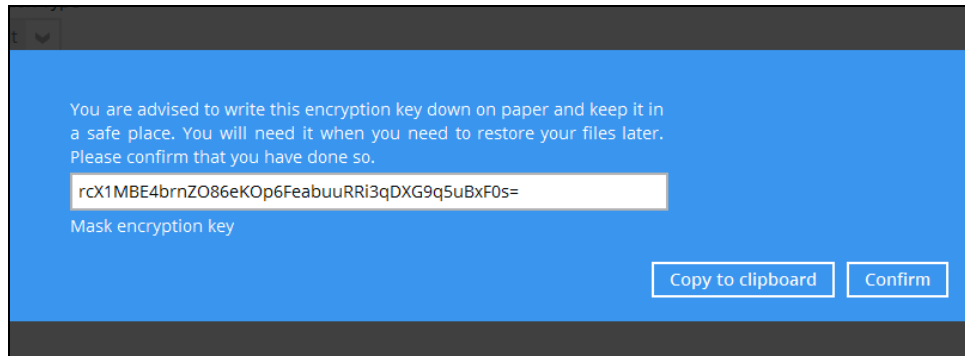 t
You are advised to write this encryption key down on paper and keep it in
a safe place. You will need it when you need to restore your files later.
Please confirm that you have done so.
rcX1MBE4brnZO86eKOp6FeabuuRRi3qDXG9q5uBxF0s=
Mask encryption key
Copy to clipboard Confirm